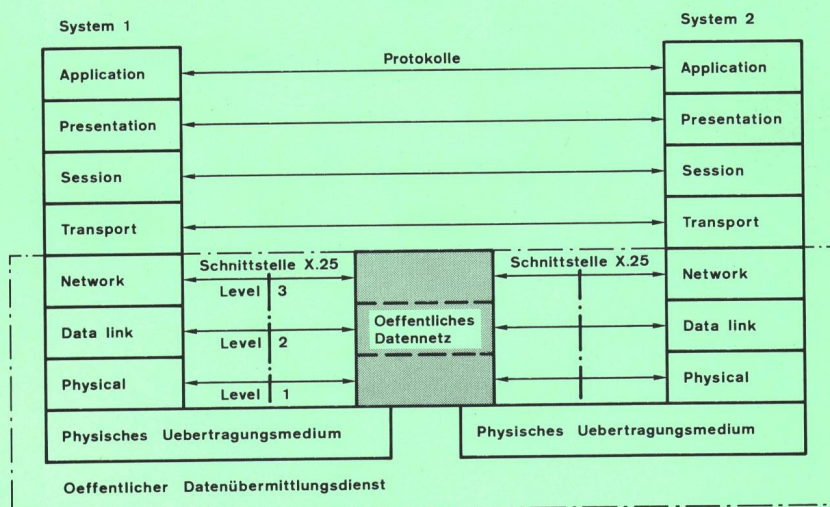 System 1
System 2
Protokolle
Application
Application
Presentation
Presentation
Session
Session
Transport
Transport
Schnittstelle X.25
Schnittstelle X.25
Network
Network
Level 3
Oeffentliches
Datennetz
Data link
Data link
Level 2
Physical
Physical
Level 1
Physisches Uebertragungsmedium
Physisches Uebertragungsmedium
Oeffentlicher Datenübermittlungsdienst